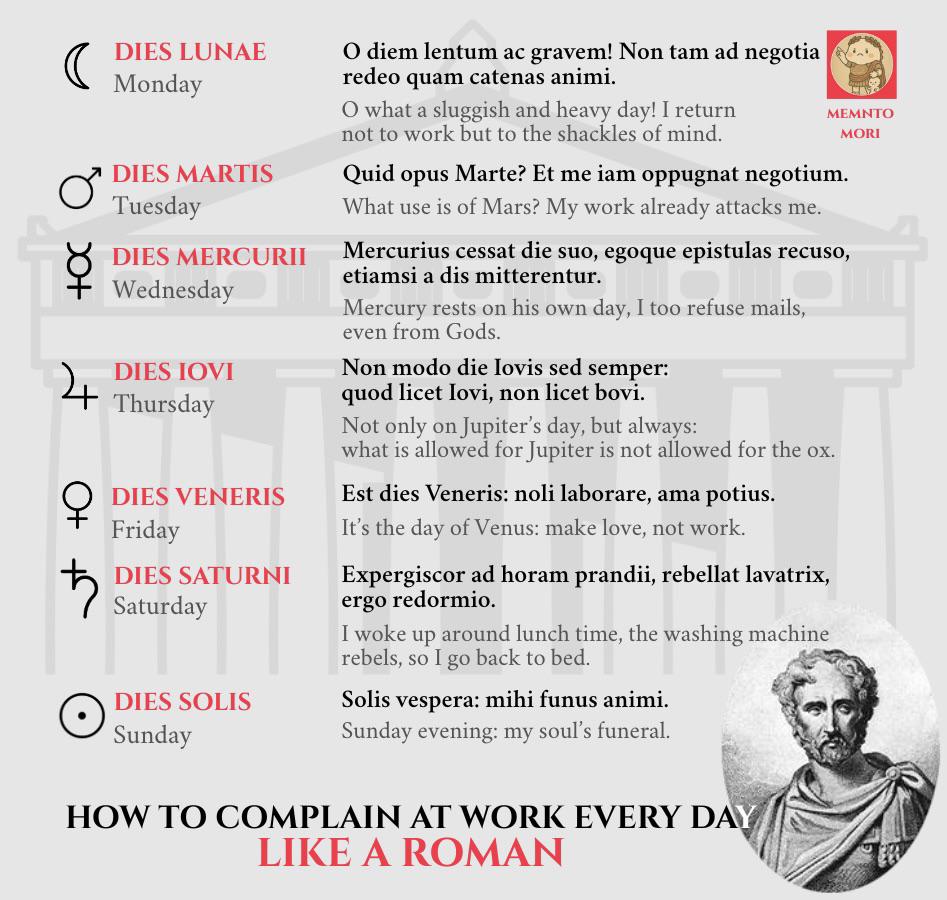 DIES LUNAE
Monday
O diem lentum ac gravem! Non tam ad negotia
redeo quam catenas animi.
O what a sluggish and heavy day! I return
not to work but to the shackles of mind.
MEMNTO
MORI
DIES MARTIS
Tuesday
Quid opus Marte? Et me iam oppugnat negotium.
What use is of Mars? My work already attacks me.
DIES MERCURII
Wednesday
Mercurius cessat die suo, egoque epistulas recuso,
etiamsi a dis mitterentur.
Mercury rests on his own day, I too refuse mails,
even from Gods.
DIES IOVI
Thursday
Non modo die Iovis sed semper:
quod licet Iovi, non licet bovi.
Not only on Jupiter’s day, but always:
what is allowed for Jupiter is not allowed for the ox.
DIES VENERIS
Friday
Est dies Veneris: noli laborare, ama potius.
It’s the day of Venus: make love, not work.
DIES SATURNI
Saturday
Expergiscor ad horam prandii, rebellat lavatrix,
ergo redormio.
I woke up around lunch time, the washing machine
rebels, so I go back to bed.
DIES SOLIS
Sunday
Solis vespera: mihi funus animi.
Sunday evening: my soul’s funeral.
HOW TO COMPLAIN AT WORK EVERY DAY
LIKE A ROMAN